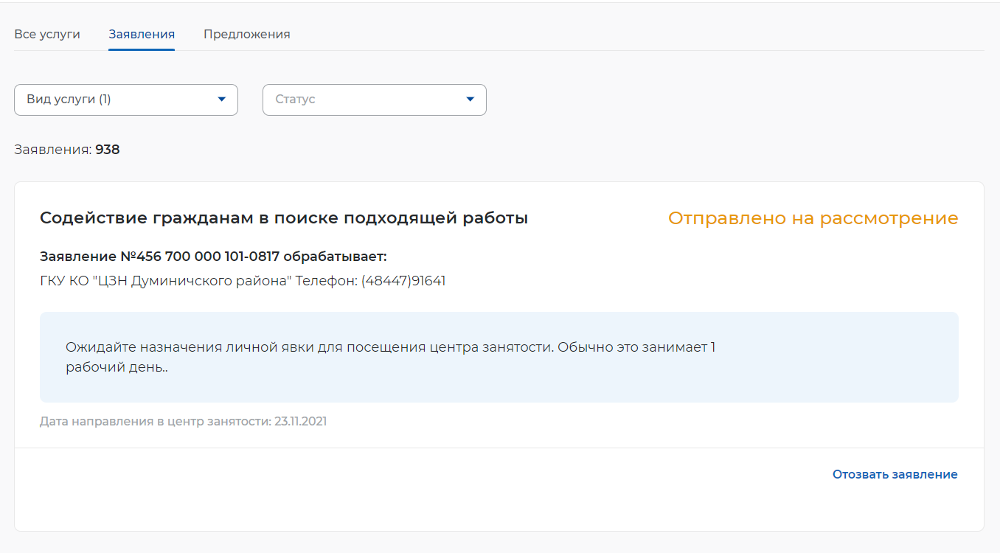 Все услуги Заявления Предложения
Вид услуги (1) Статус
Заявления: 938
Содействие гражданам в поиске подходящей работы Отправлено на рассмотрение
Заявление №456 700 000 101-0817 обрабатывает:
ГКУ КО "ЦЗН Думиничского района" Телефон: (48447)91641
Ожидайте назначения личной явки для посещения центра занятости. Обычно это занимает 1
рабочий день..
Дата направления в центр занятости: 23.11.2021
Отозвать заявление